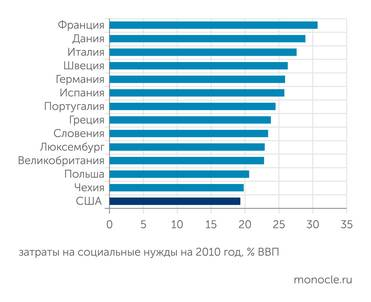 Франция
Дания
Италия
Швеция
Германия
Испания
Португалия
Греция
Словения
Люксембург
Великобритания
Польша
Чехия
США
0 5 10 15 20 25 30 35
затраты на социальные нужды на 2010 год, % ВВП
monocle.ru